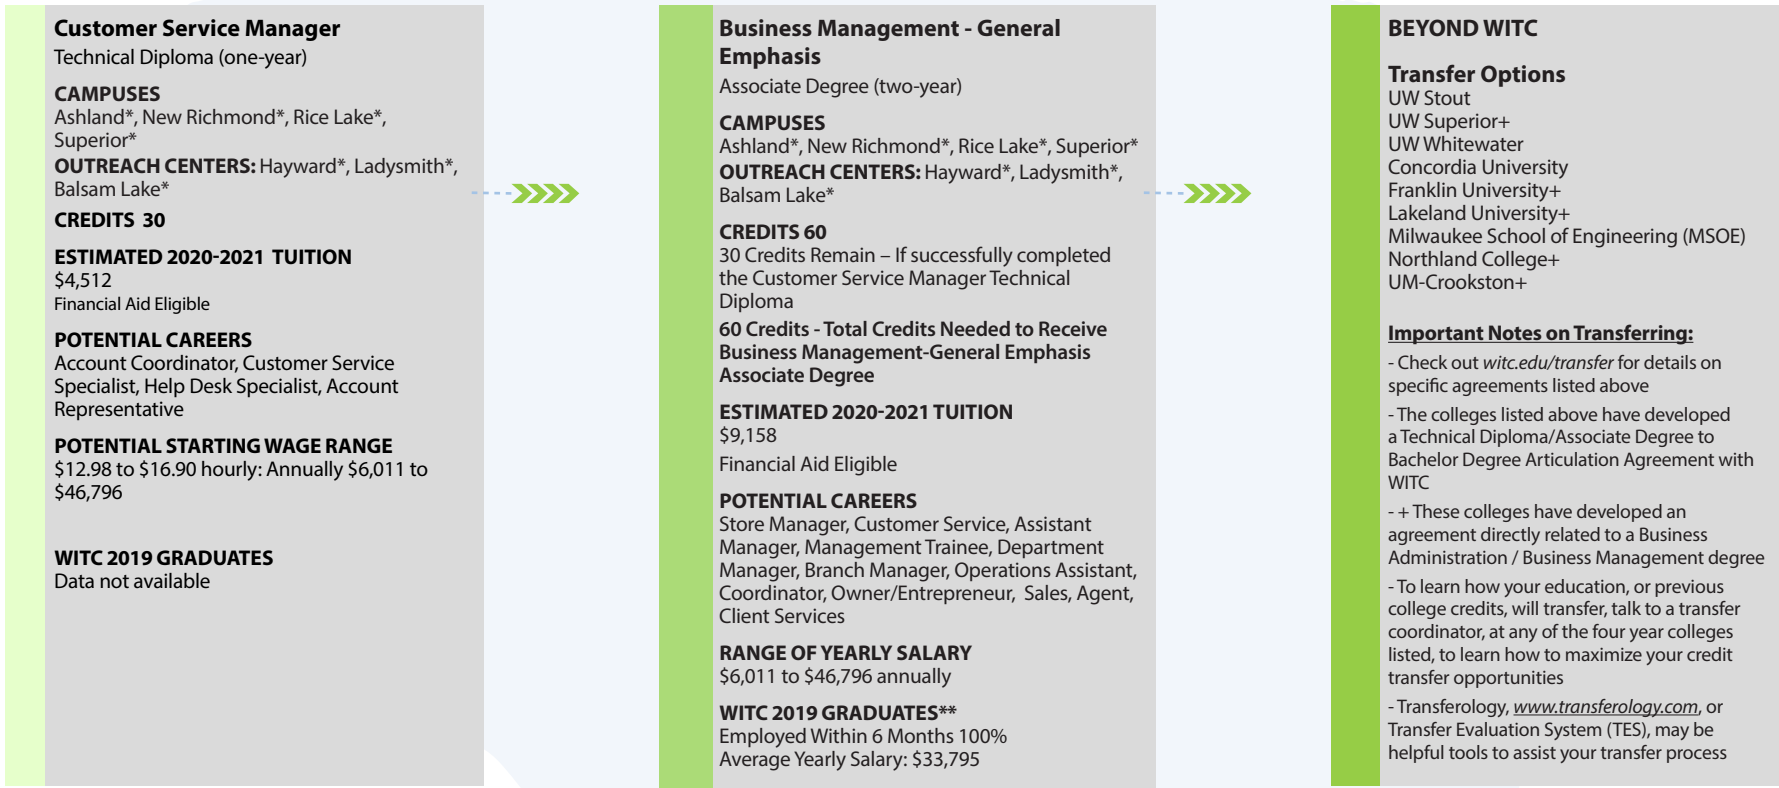 Customer Service Manager
Technical Diploma (one-year)
CAMPUSES
Ashland*, New Richmond*, Rice Lake*,
Superior*
OUTREACH CENTERS: Hayward*, Ladysmith*,
Balsam Lake*
CREDITS 30
ESTIMATED 2020-2021 TUITION
$4,512
Financial Aid Eligible
POTENTIAL CAREERS
Account Coordinator, Customer Service
Specialist, Help Desk Specialist, Account
Representative
POTENTIAL STARTING WAGE RANGE
$12.98 to $16.90 hourly: Annually $6,011 to
$46,796
WITC 2019 GRADUATES
Data not available
Business Management - General
Emphasis
Associate Degree (two-year)
CAMPUSES
Ashland*, New Richmond*, Rice Lake*, Superior*
OUTREACH CENTERS: Hayward*, Ladysmith*,
Balsam Lake*
CREDITS 60
30 Credits Remain – If successfully completed
the Customer Service Manager Technical
Diploma
60 Credits - Total Credits Needed to Receive
Business Management-General Emphasis
Associate Degree
ESTIMATED 2020-2021 TUITION
$9,158
Financial Aid Eligible
POTENTIAL CAREERS
Store Manager, Customer Service, Assistant
Manager, Management Trainee, Department
Manager, Branch Manager, Operations Assistant,
Coordinator, Owner/Entrepreneur, Sales, Agent,
Client Services
RANGE OF YEARLY SALARY
$6,011 to $46,796 annually
WITC 2019 GRADUATES**
Employed Within 6 Months 100%
Average Yearly Salary: $33,795
BEYOND WITC
Transfer Options
UW Stout
UW Superior+
UW Whitewater
Concordia University
Franklin University+
Lakeland University+
Milwaukee School of Engineering (MSOE)
Northland College+
UM-Crookston+
Important Notes on Transferring:
- Check out witc.edu/transfer for details on
specific agreements listed above
- The colleges listed above have developed
a Technical Diploma/Associate Degree to
Bachelor Degree Articulation Agreement with
WITC
- + These colleges have developed an
agreement directly related to a Business
Administration / Business Management degree
- To learn how your education, or previous
college credits, will transfer, talk to a transfer
coordinator, at any of the four year colleges
listed, to learn how to maximize your credit
transfer opportunities
- Transferology, www.transferology.com, or
Transfer Evaluation System (TES), may be
helpful tools to assist your transfer process